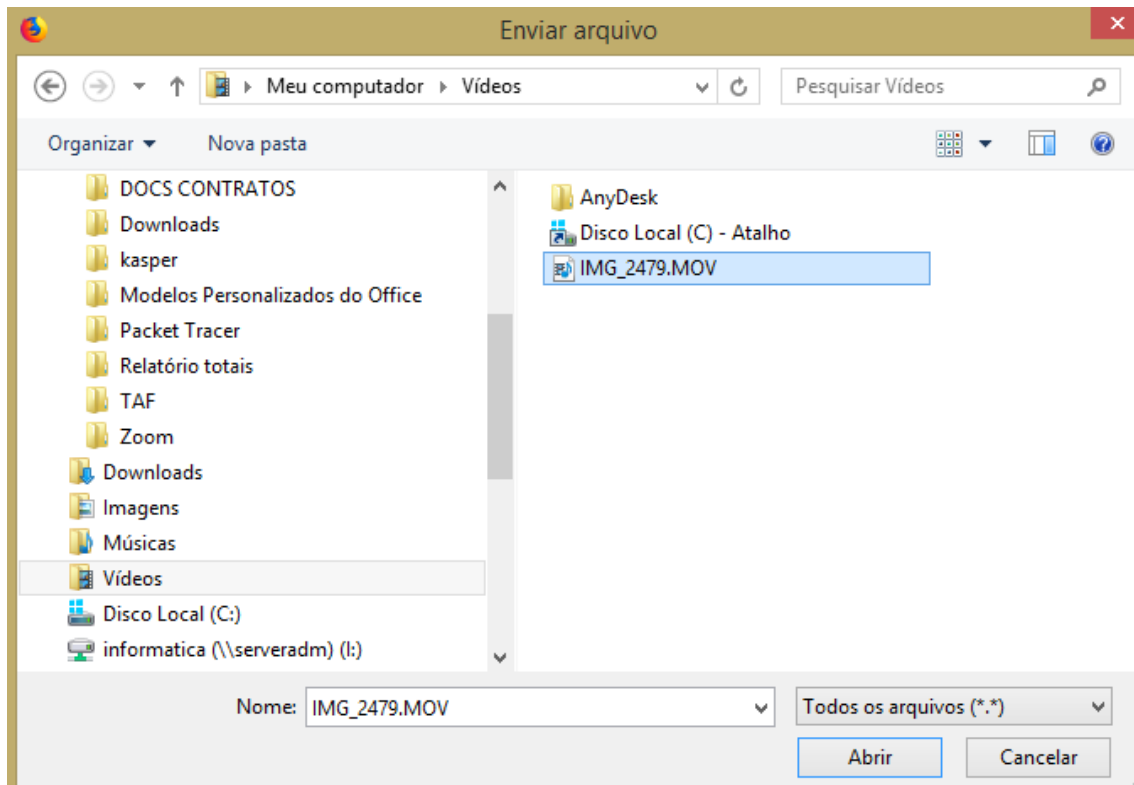 Enviar arquivo
Meu computador Vídeos
Pesquisar Vídeos
Organizar
Nova pasta
DOCS CONTRATOS
Downloads
kasper
Modelos Personalizados do Office
Packet Tracer
Relatório totais
TAF
Zoom
Downloads
Imagens
Músicas
Vídeos
Disco Local (C:)
informatica (\\serveradm) (I:)
AnyDesk
Disco Local (C) - Atalho
IMG_2479.MOV
Nome: IMG_2479.MOV
Todos os arquivos (*.*)
Abrir
Cancelar